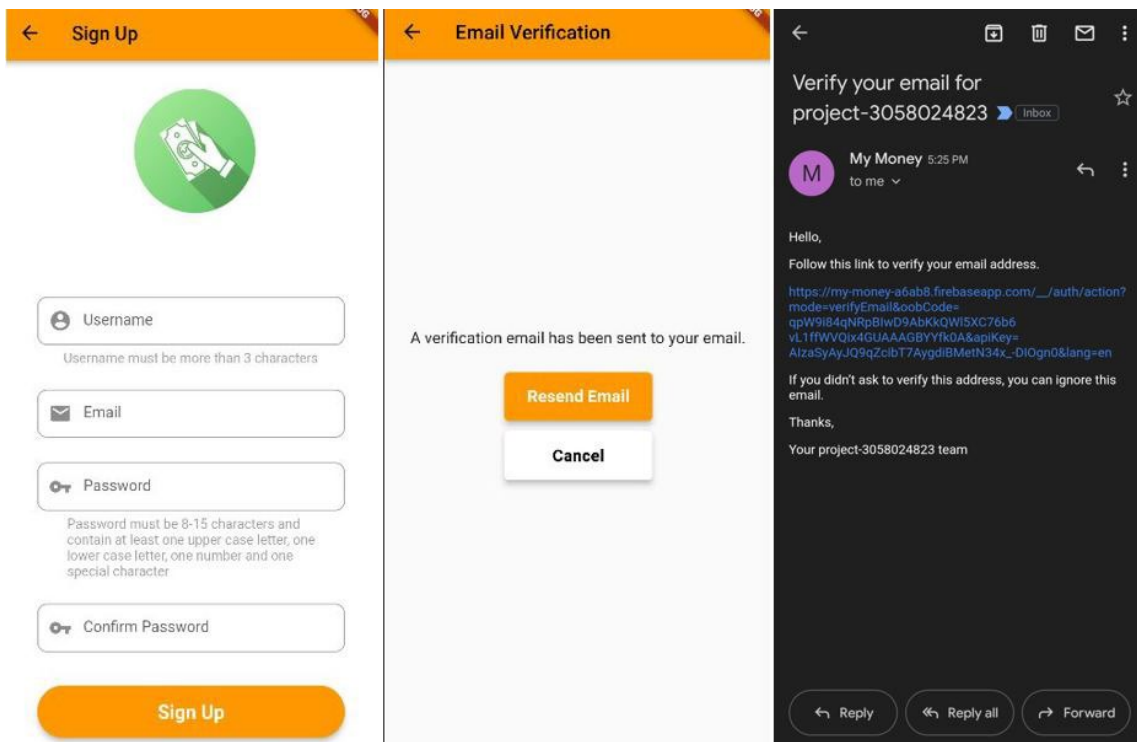 Sign Up
Username
Username must be more than 3 characters
Email
Password
Password must be 8-15 characters and
contain at least one upper case letter, one
lower case letter, one number and one
special character
Confirm Password
Sign Up
Email Verification
A verification email has been sent to your email.
Resend Email
Cancel
Verify your email for
project-3058024823
Inbox
M
My Money 5:25 PM
to me
Hello,
Follow this link to verify your email address.
https://my-money-a6ab8.firebaseapp.com/__/auth/action?
mode=verifyEmail&oobCode=
qpW9i84qNRpBIwD9AbKkQWl5XC76b6
vL1ffWVQix4GUAAAGBYYfk0A&apiKey=
AIzaSyAyJQ9qZcibT7AygdiBMetN34x_-DIOgn0&lang=en
If you didn't ask to verify this address, you can ignore this
email.
Thanks,
Your project-3058024823 team
Reply
Reply all
Forward